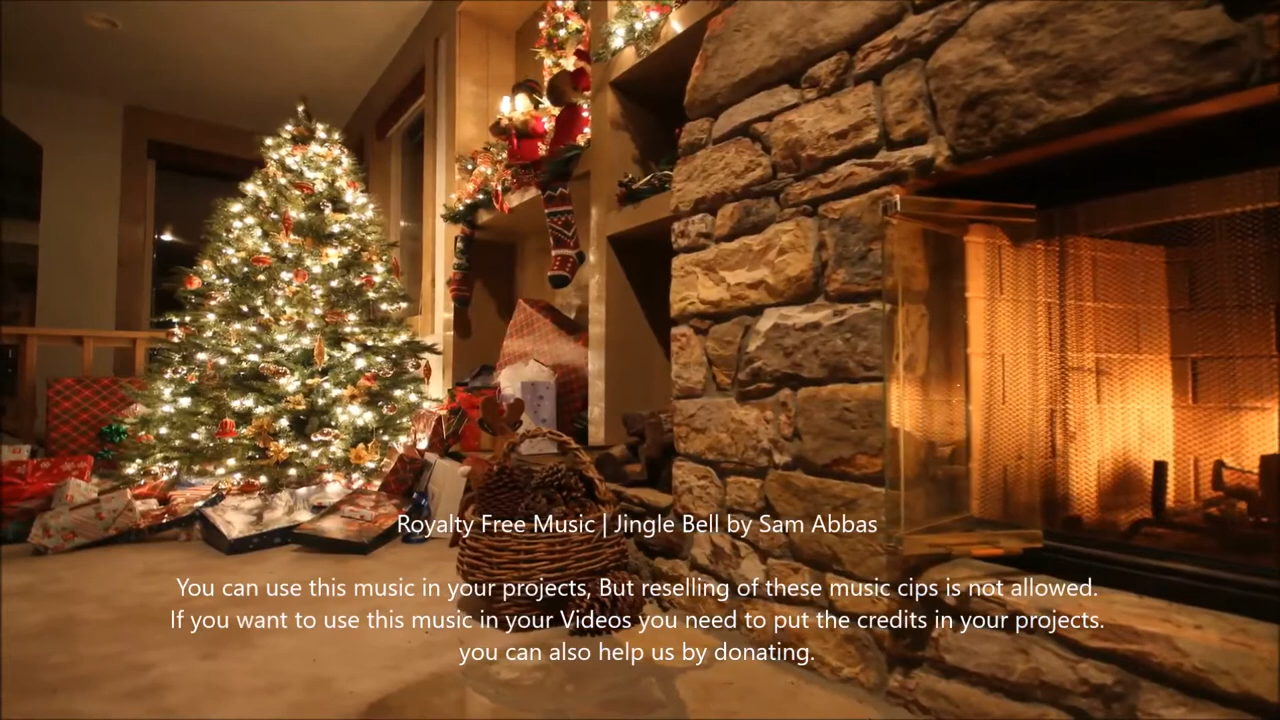 Royalty Free Music | Jingle Bell by Sam Abbas
You can use this music in your projects, But reselling of these music cips is not allowed.
If you want to use this music in your Videos you need to put the credits in your projects.
you can also help us by donating.